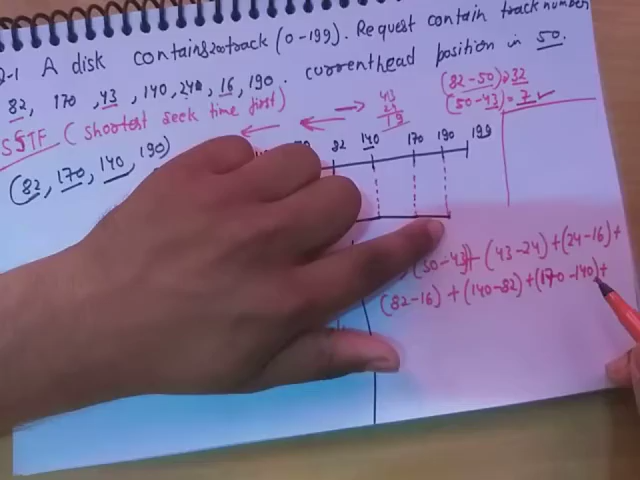 2-1 A disk contains 200 track (0-199). Request contain track number
82, 170, 43, 140, 24, 16, 190. current head position in 50.
SSTF (shortest seek time first)
43
24
19
(82-50)=32
(50-43)=7 ✓
(82, 170, 140, 190)
82 140 170 190 199
(50-43)+(43-24)+(24-16)+
(82-16)+(140-82)+(170-140)+